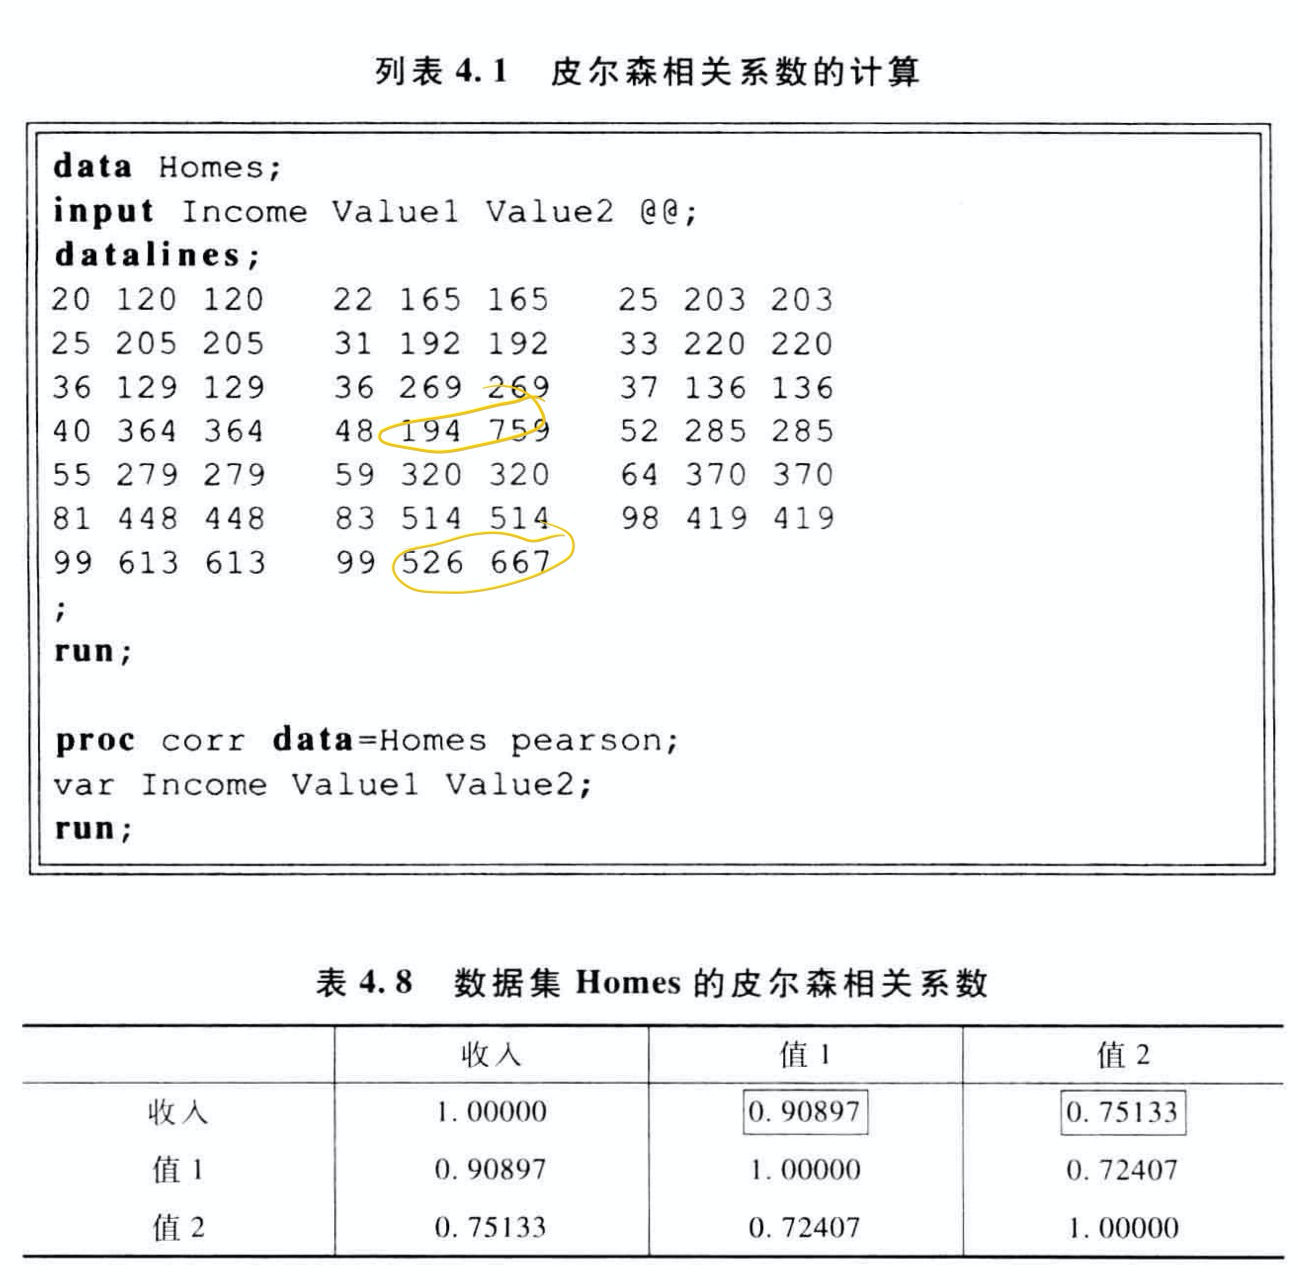 列表 4.1 皮尔森相关系数的计算
data Homes;
input Income Value1 Value2 @@;
datalines;
20 120 120 22 165 165 25 203 203
25 205 205 31 192 192 33 220 220
36 129 129 36 269 269 37 136 136
40 364 364 48 194 759 52 285 285
55 279 279 59 320 320 64 370 370
81 448 448 83 514 514 98 419 419
99 613 613 99 526 667
;
run;
proc corr data=Homes pearson;
var Income Value1 Value2;
run;
表 4.8 数据集 Homes 的皮尔森相关系数
收入 值 1 值 2
收入 1.00000 0.90897 0.75133
值 1 0.90897 1.00000 0.72407
值 2 0.75133 0.72407 1.00000